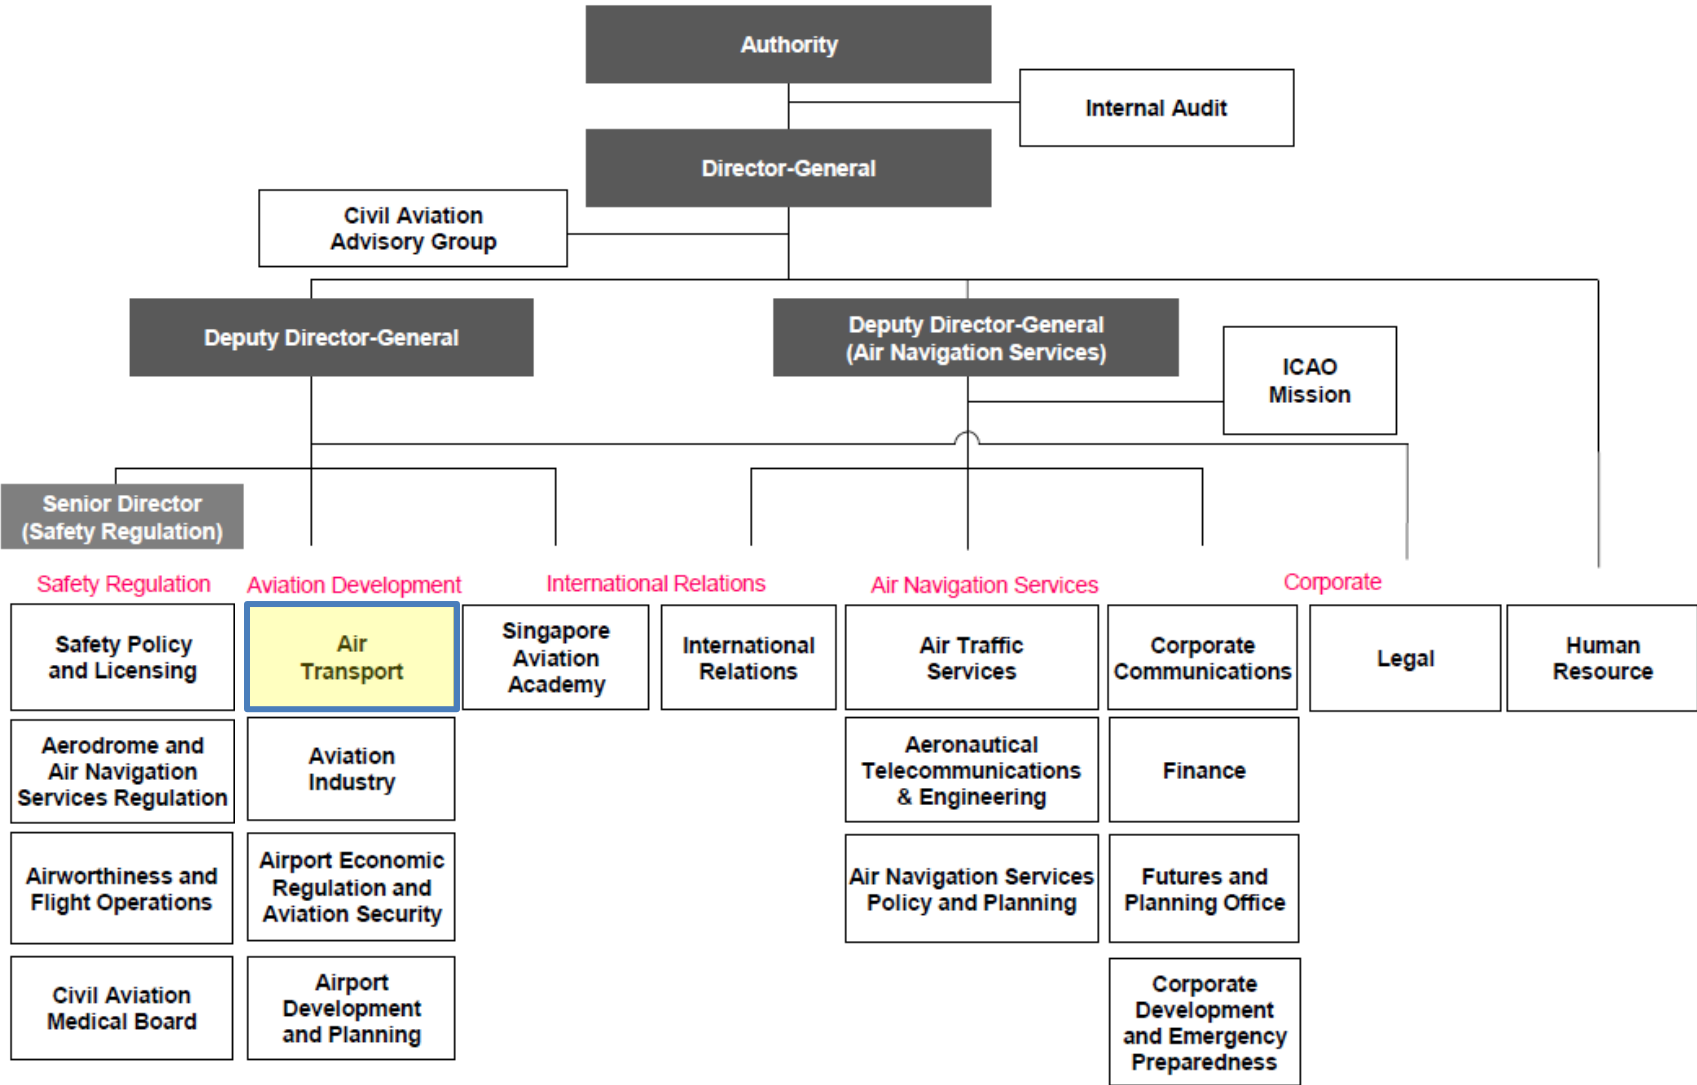 Authority
Internal Audit
Director-General
Civil Aviation
Advisory Group
Deputy Director-General
Deputy Director-General
(Air Navigation Services)
ICAO
Mission
Senior Director
(Safety Regulation)
Safety Regulation
Aviation Development
International Relations
Air Navigation Services
Corporate
Safety Policy
and Licensing
Air
Transport
Singapore
Aviation
Academy
International
Relations
Air Traffic
Services
Corporate
Communications
Legal
Human
Resource
Aerodrome and
Air Navigation
Services Regulation
Aviation
Industry
Aeronautical
Telecommunications
& Engineering
Finance
Airworthiness and
Flight Operations
Airport Economic
Regulation and
Aviation Security
Air Navigation Services
Policy and Planning
Futures and
Planning Office
Civil Aviation
Medical Board
Airport
Development
and Planning
Corporate
Development
and Emergency
Preparedness